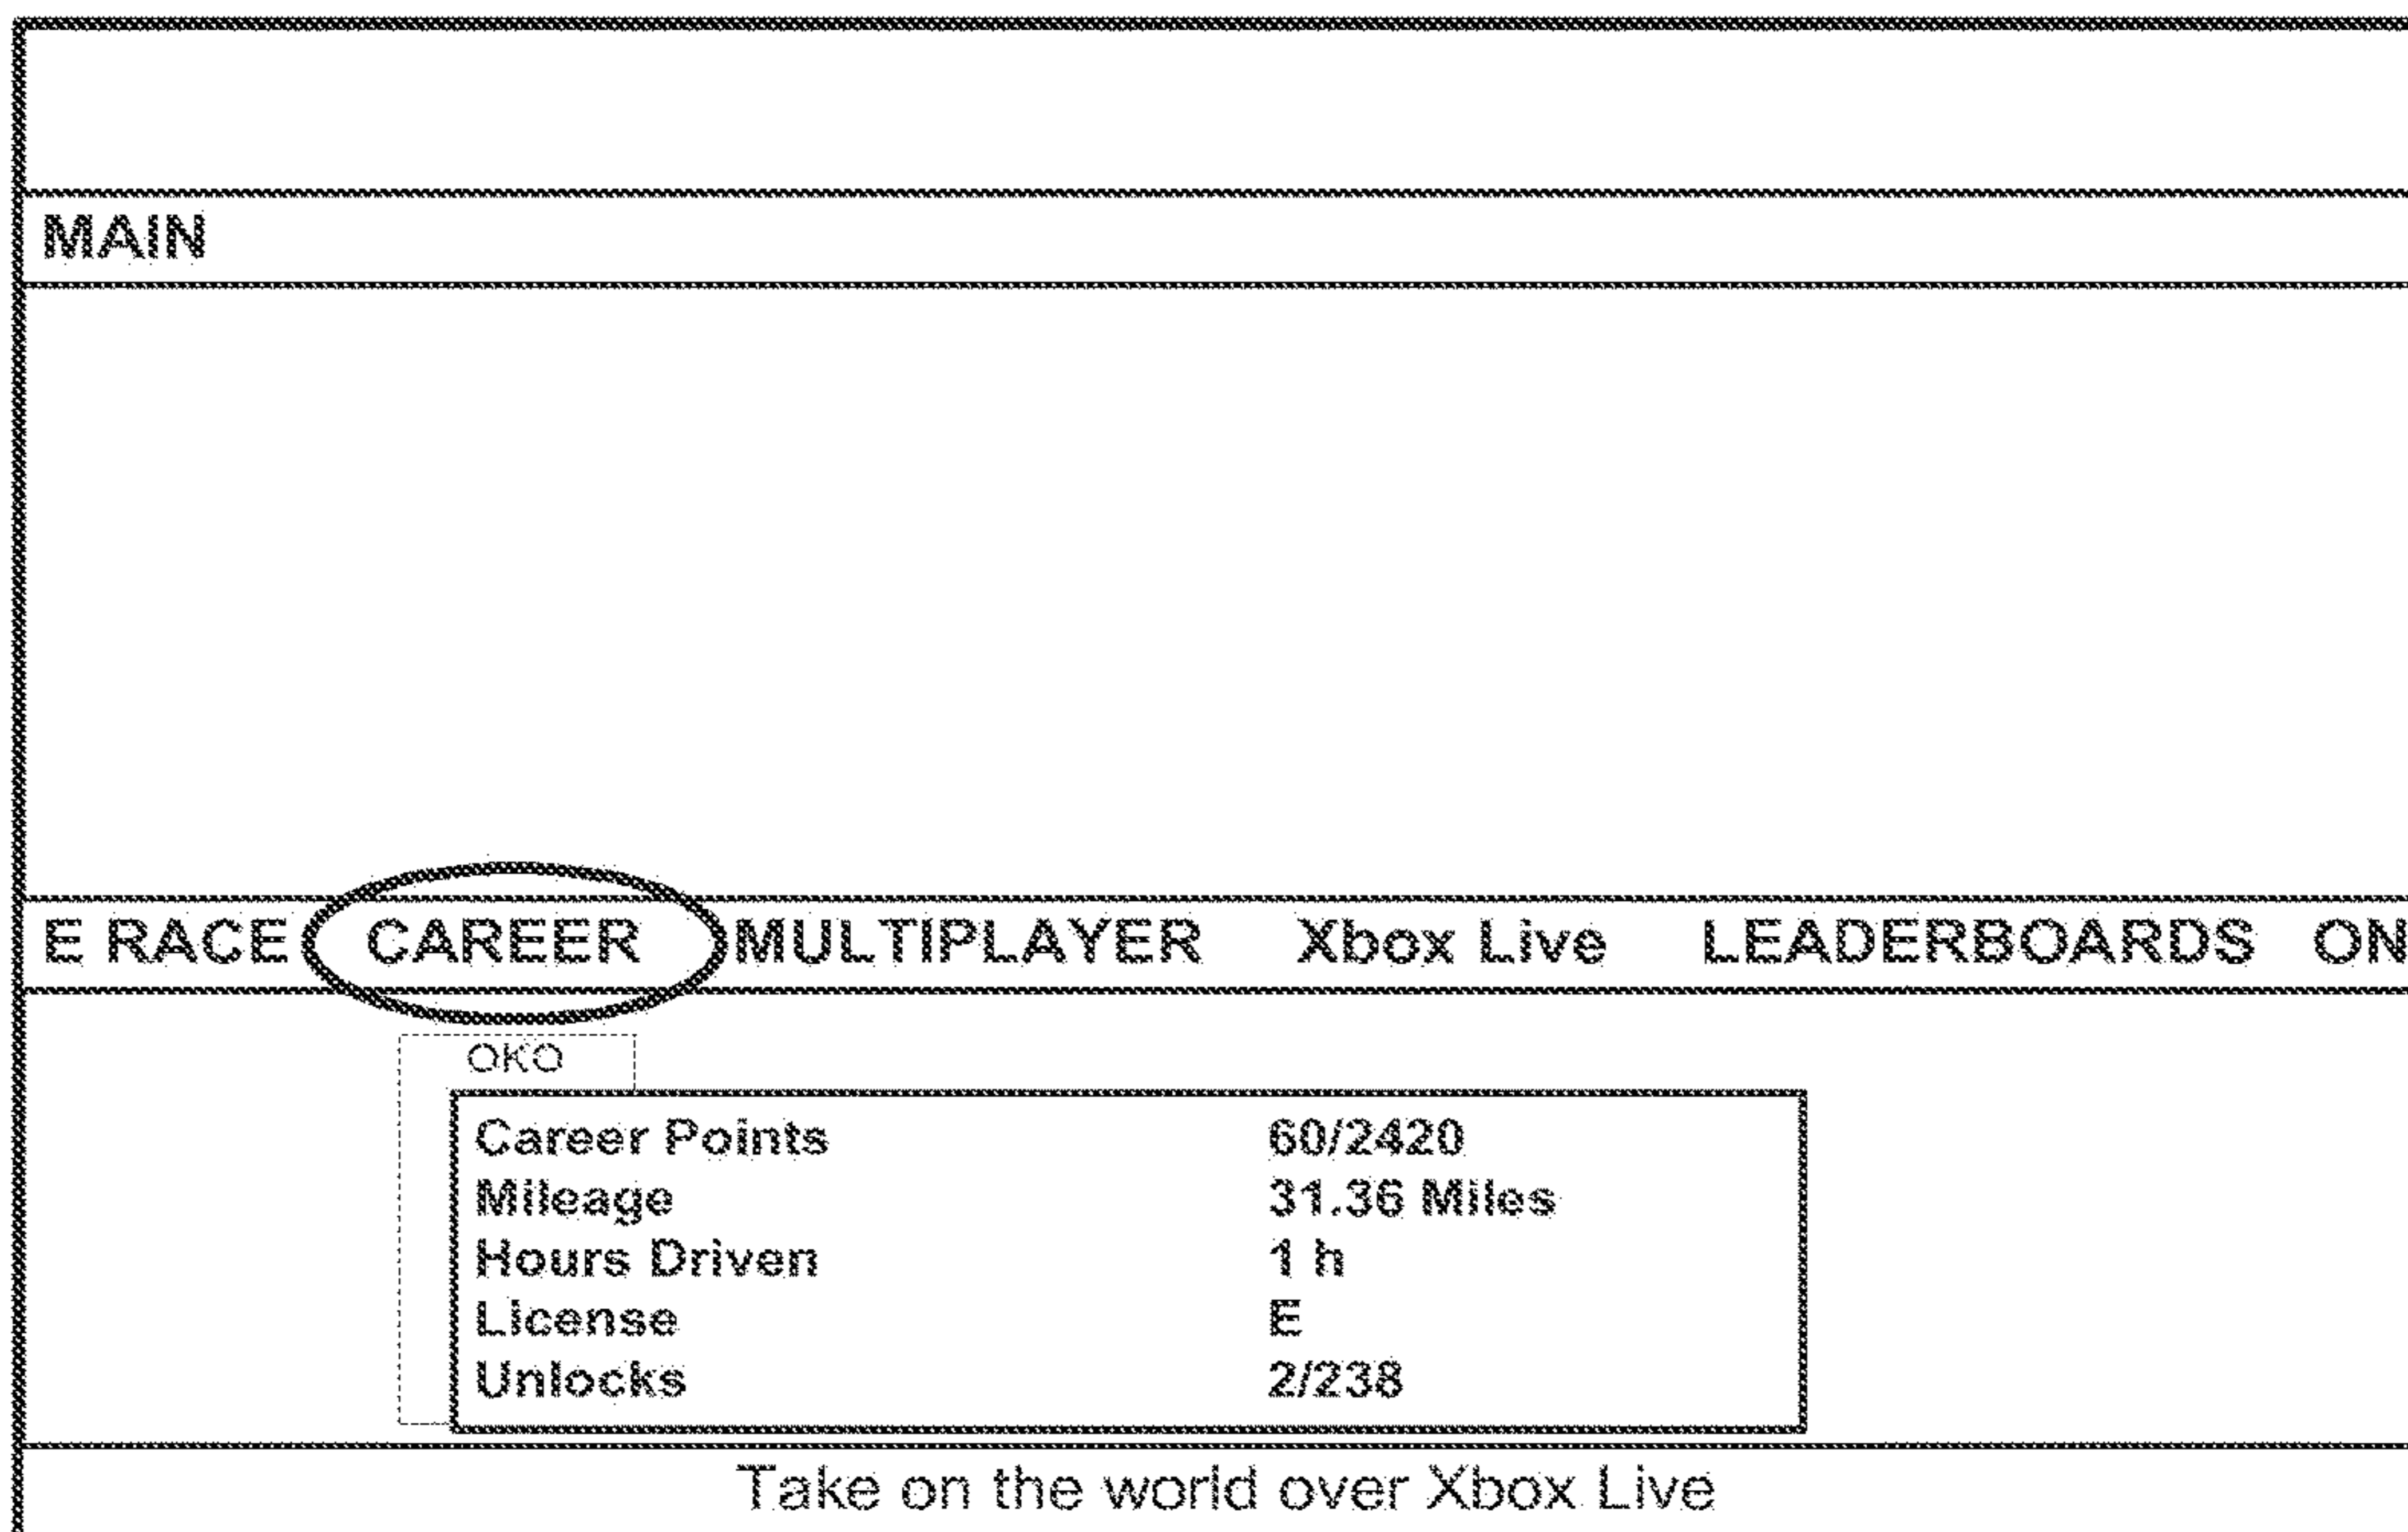 MAIN
E RACE CAREER MULTIPLAYER Xbox Live LEADERBOARDS ON
OKO
Career Points 60/2420
Mileage 31.36 Miles
Hours Driven 1 h
License E
Unlocks 2/238
Take on the world over Xbox Live